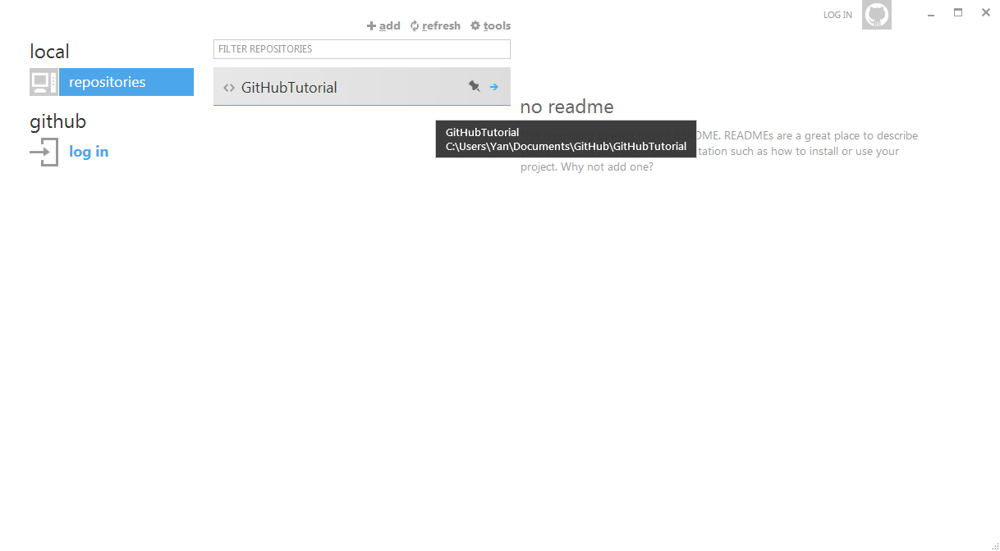 LOG IN
add refresh tools
local
FILTER REPOSITORIES
repositories
GitHubTutorial
no readme
github
GitHubTutorial
DME. READMEs are a great place to describe
C:\Users\Yan\Documents\GitHub\GitHubTutorial
tation such as how to install or use your
log in
project. Why not add one?